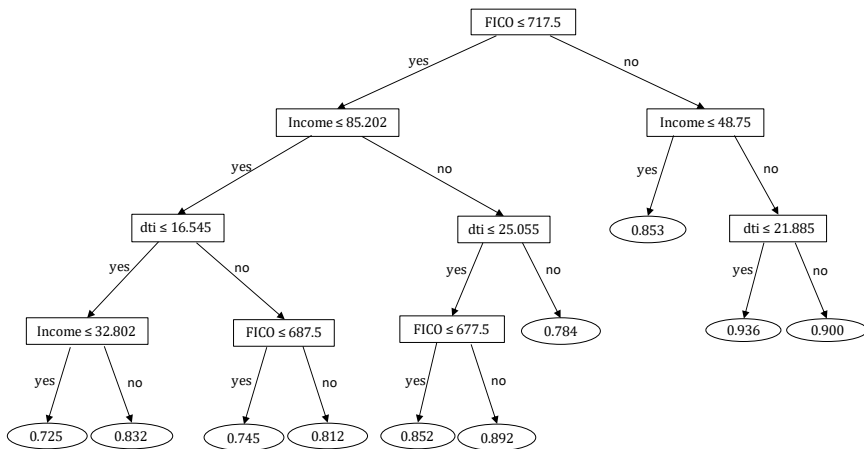 FICO ≤ 717.5
yes
no
Income ≤ 85.202
Income ≤ 48.75
yes
no
yes
no
dti ≤ 16.545
dti ≤ 25.055
0.853
dti ≤ 21.885
yes
no
yes
no
yes
no
Income ≤ 32.802
FICO ≤ 687.5
FICO ≤ 677.5
0.784
0.936
0.900
yes
no
yes
no
yes
no
0.725
0.832
0.745
0.812
0.852
0.892